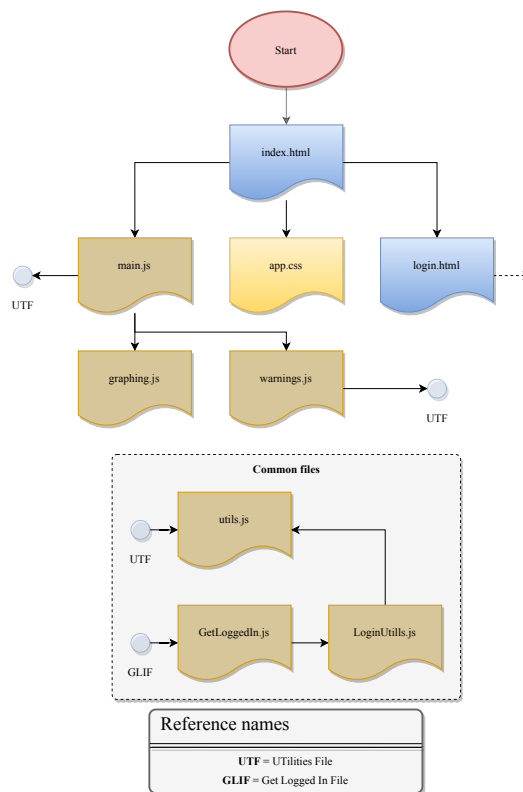 Start
index.html
main.js
app.css
login.html
UTF
graphing.js
warnings.js
UTF
Common files
utils.js
UTF
GetLoggedIn.js
LoginUtills.js
GLIF
Reference names
UTF = UTilities File
GLIF = Get Logged In File